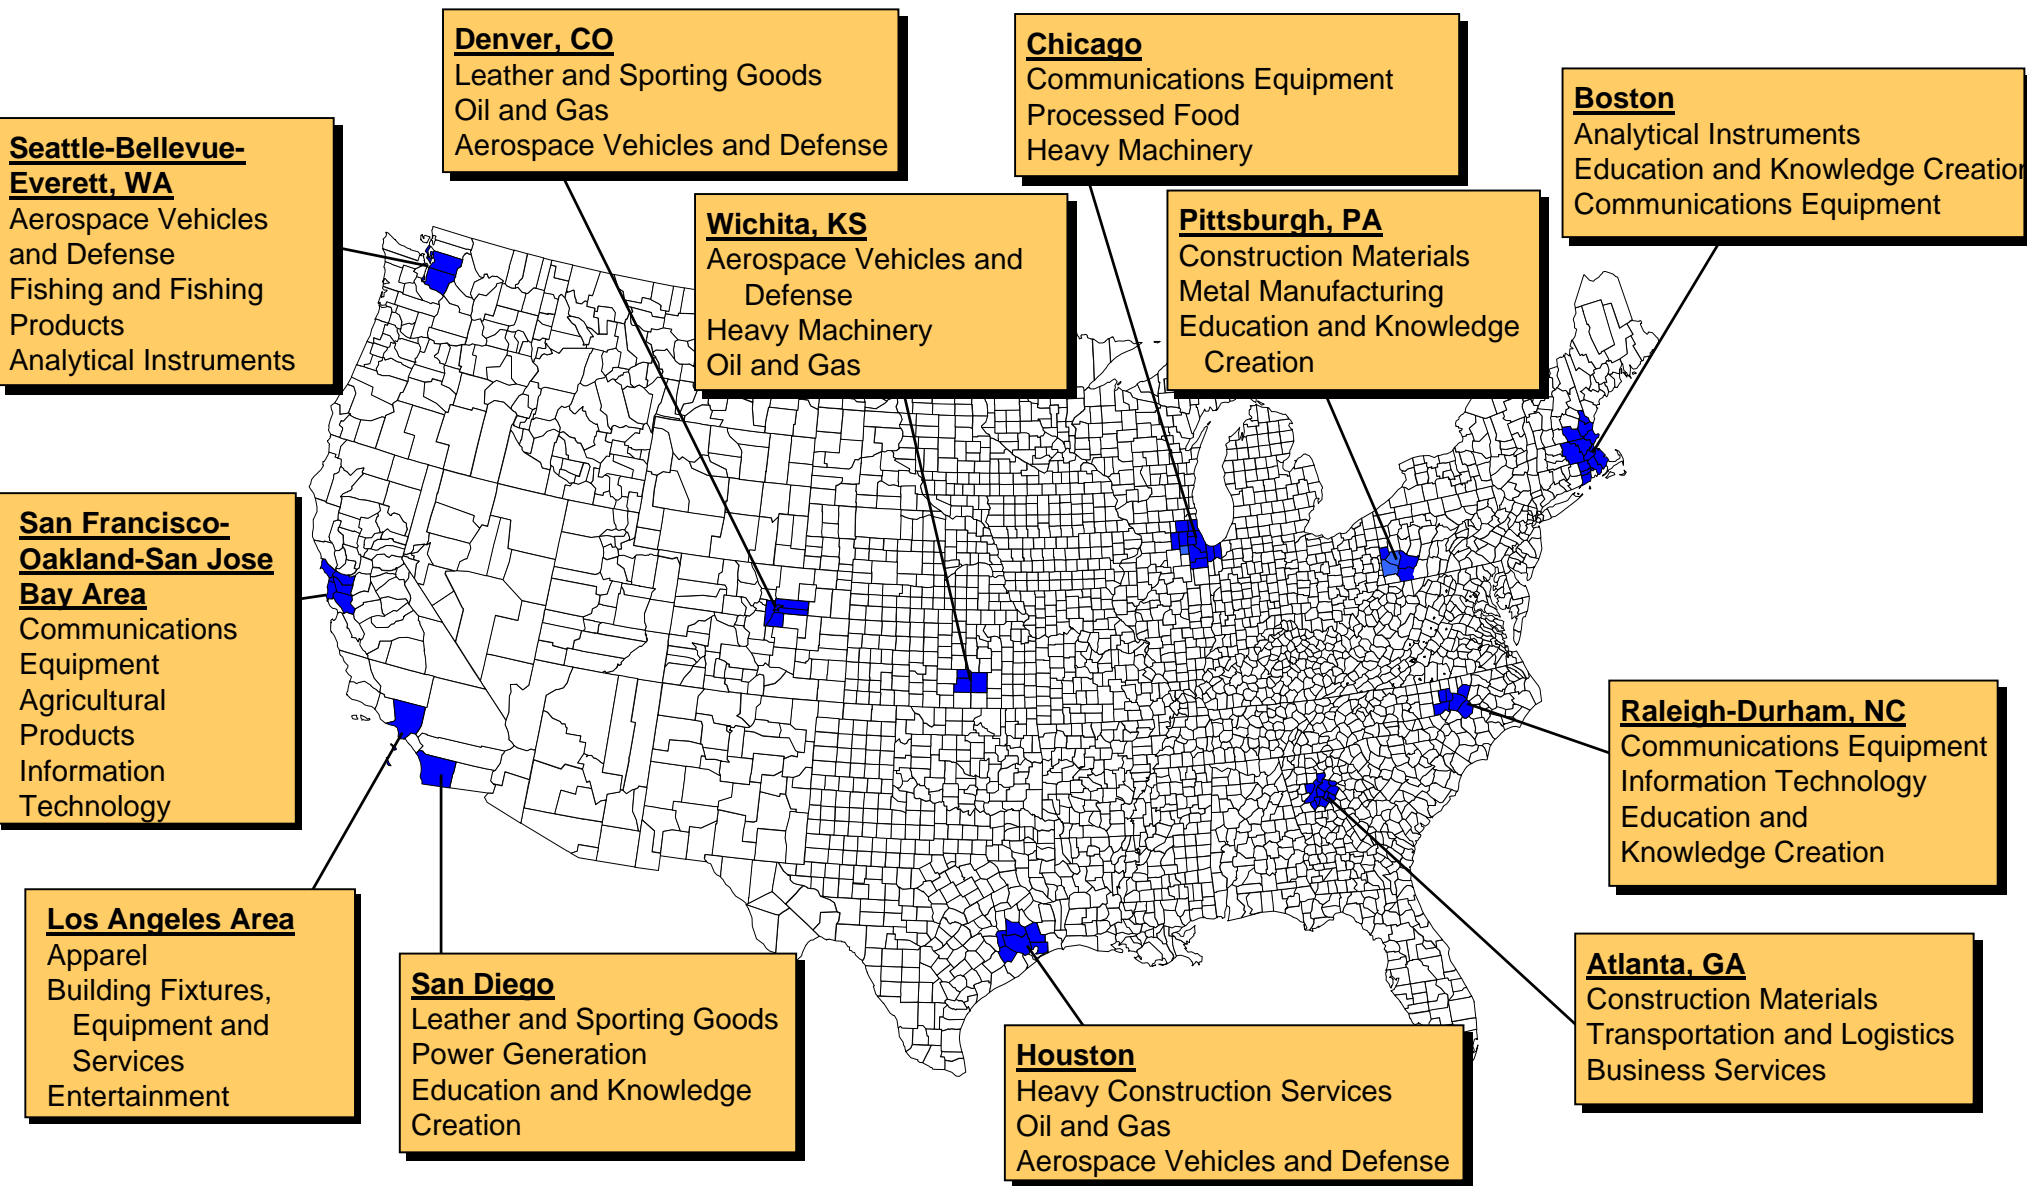 Denver, CO
Leather and Sporting Goods
Oil and Gas
Aerospace Vehicles and Defense
Chicago
Communications Equipment
Processed Food
Heavy Machinery
Boston
Analytical Instruments
Education and Knowledge Creation
Communications Equipment
Seattle-Bellevue-
Everett, WA
Aerospace Vehicles
and Defense
Fishing and Fishing
Products
Analytical Instruments
Wichita, KS
Aerospace Vehicles and
Defense
Heavy Machinery
Oil and Gas
Pittsburgh, PA
Construction Materials
Metal Manufacturing
Education and Knowledge
Creation
San Francisco-
Oakland-San Jose
Bay Area
Communications
Equipment
Agricultural
Products
Information
Technology
Raleigh-Durham, NC
Communications Equipment
Information Technology
Education and
Knowledge Creation
Los Angeles Area
Apparel
Building Fixtures,
Equipment and
Services
Entertainment
San Diego
Leather and Sporting Goods
Power Generation
Education and Knowledge
Creation
Houston
Heavy Construction Services
Oil and Gas
Aerospace Vehicles and Defense
Atlanta, GA
Construction Materials
Transportation and Logistics
Business Services